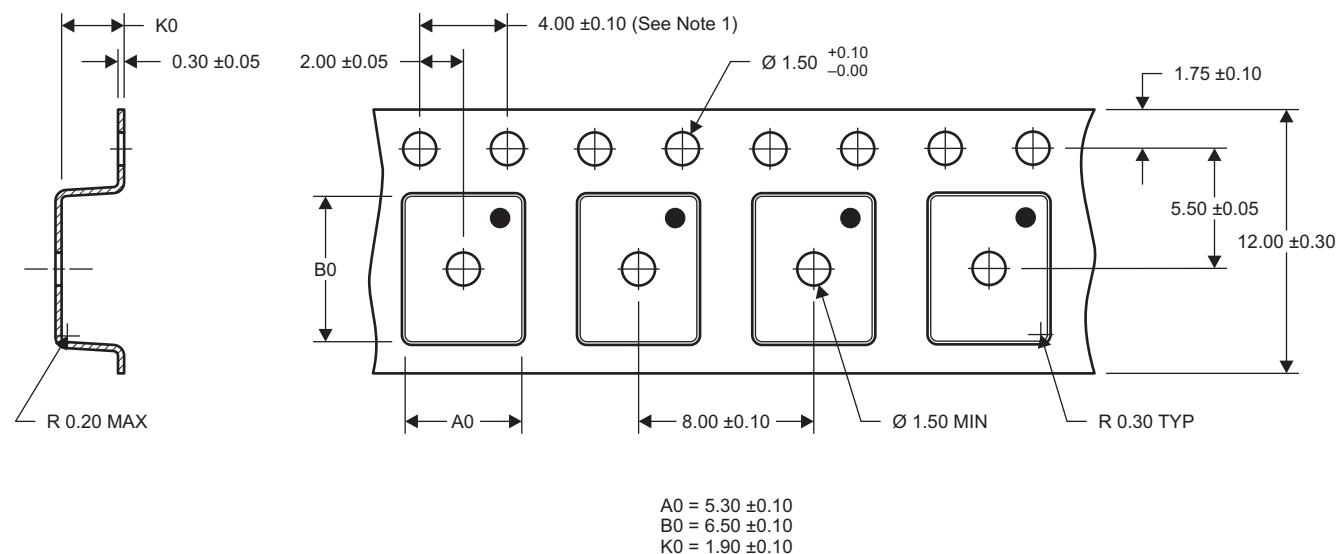 K0
4.00 ±0.10 (See Note 1)
0.30 ±0.05
2.00 ±0.05
Ø 1.50 +0.10 –0.00
1.75 ±0.10
5.50 ±0.05
12.00 ±0.30
B0
R 0.20 MAX
A0
8.00 ±0.10
Ø 1.50 MIN
R 0.30 TYP
A0 = 5.30 ±0.10
B0 = 6.50 ±0.10
K0 = 1.90 ±0.10